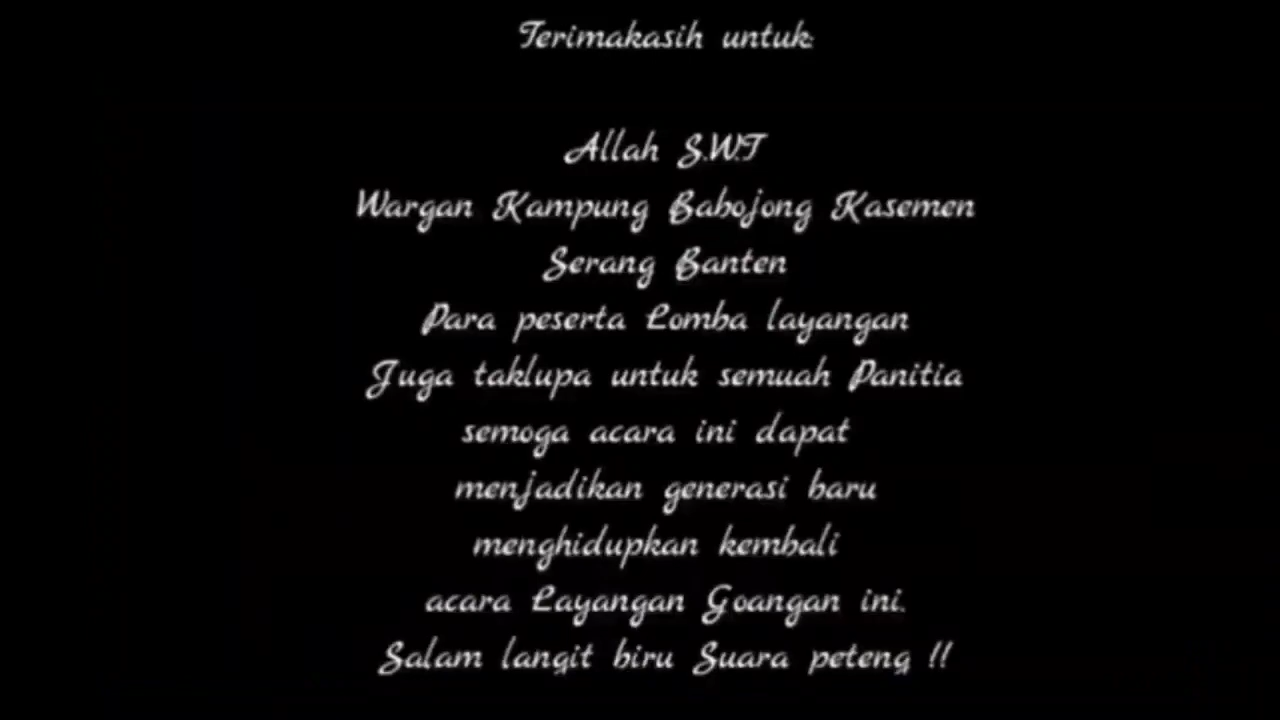 Terimakasih untuk:
Allah S.W.T
Wargan Kampung Babojong Kasemen
Serang Banten
Para peserta Lomba layangan
Juga taklupa untuk semuah Panitia
semoga acara ini dapat
menjadikan generasi baru
menghidupkan kembali
acara Layangan Goangan ini.
Salam langit biru Suara peteng !!